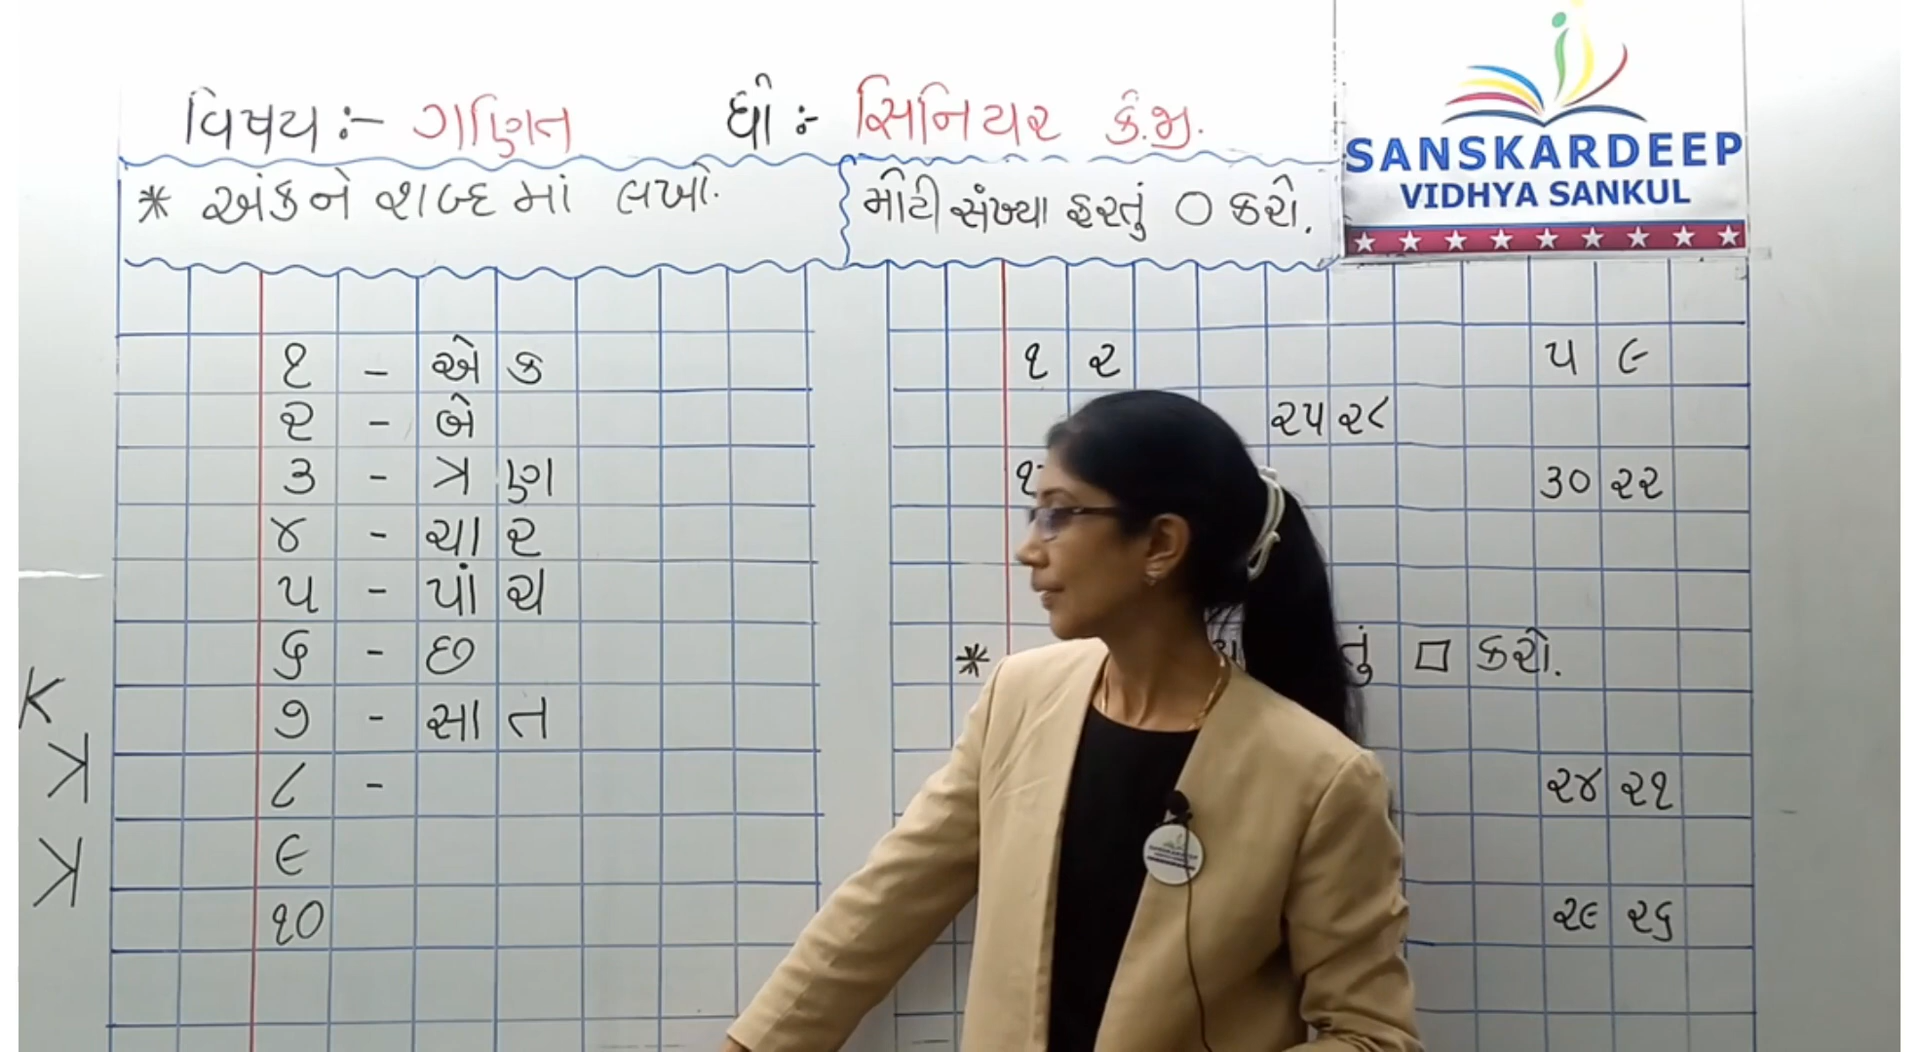 વિષય :- ગણિત ધો :- સિનિયર કે.જી.
SANSKARDEEP
VIDHYA SANKUL
* અંકને શબ્દ માં લખો.
મોટી સંખ્યા ફરતું ○ કરો.
૧ - એક
૨ - બે
૩ - ત્રણ
૪ - ચાર
૫ - પાંચ
૬ - છ
૭ - સાત
૮ -
૯
૧૦
૧ ૨ ૫ ૯
૨૫ ૨૮
૩૦ ૨૨
* □ કરો.
૨૪ ૨૧
૨૯ ૨૬
K
K
K